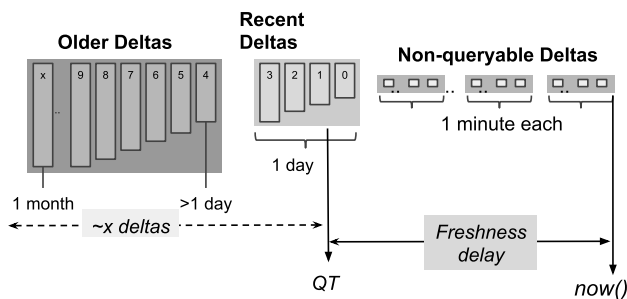 Older Deltas
Recent
Deltas
Non-queryable Deltas
x .. 9 8 7 6 5 4
3 2 1 0
.. .. .. .. ..
1 minute each
1 day
1 month
>1 day
~x deltas
Freshness
delay
QT
now()